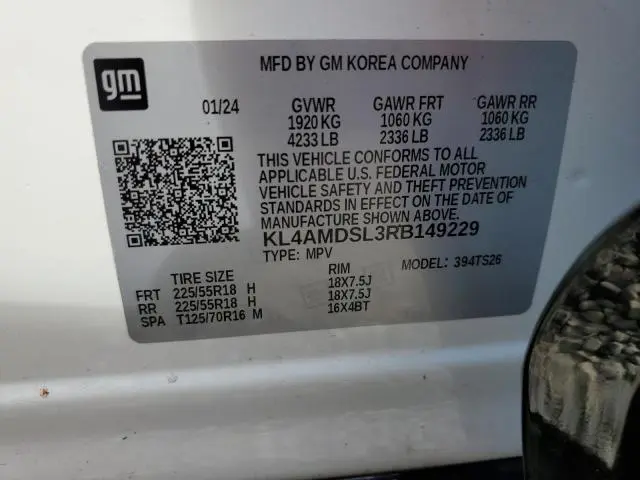 MFD BY GM KOREA COMPANY
gm
01/24 GVWR GAWR FRT GAWR RR
1920 KG 1060 KG 1060 KG
4233 LB 2336 LB 2336 LB
THIS VEHICLE CONFORMS TO ALL
APPLICABLE U.S. FEDERAL MOTOR
VEHICLE SAFETY AND THEFT PREVENTION
STANDARDS IN EFFECT ON THE DATE OF
MANUFACTURE SHOWN ABOVE.
KL4AMDSL3RB149229
TYPE: MPV MODEL: 394TS26
TIRE SIZE RIM
FRT 225/55R18 H 18X7.5J
RR 225/55R18 H 18X7.5J
SPA T125/70R16 M 16X4BT